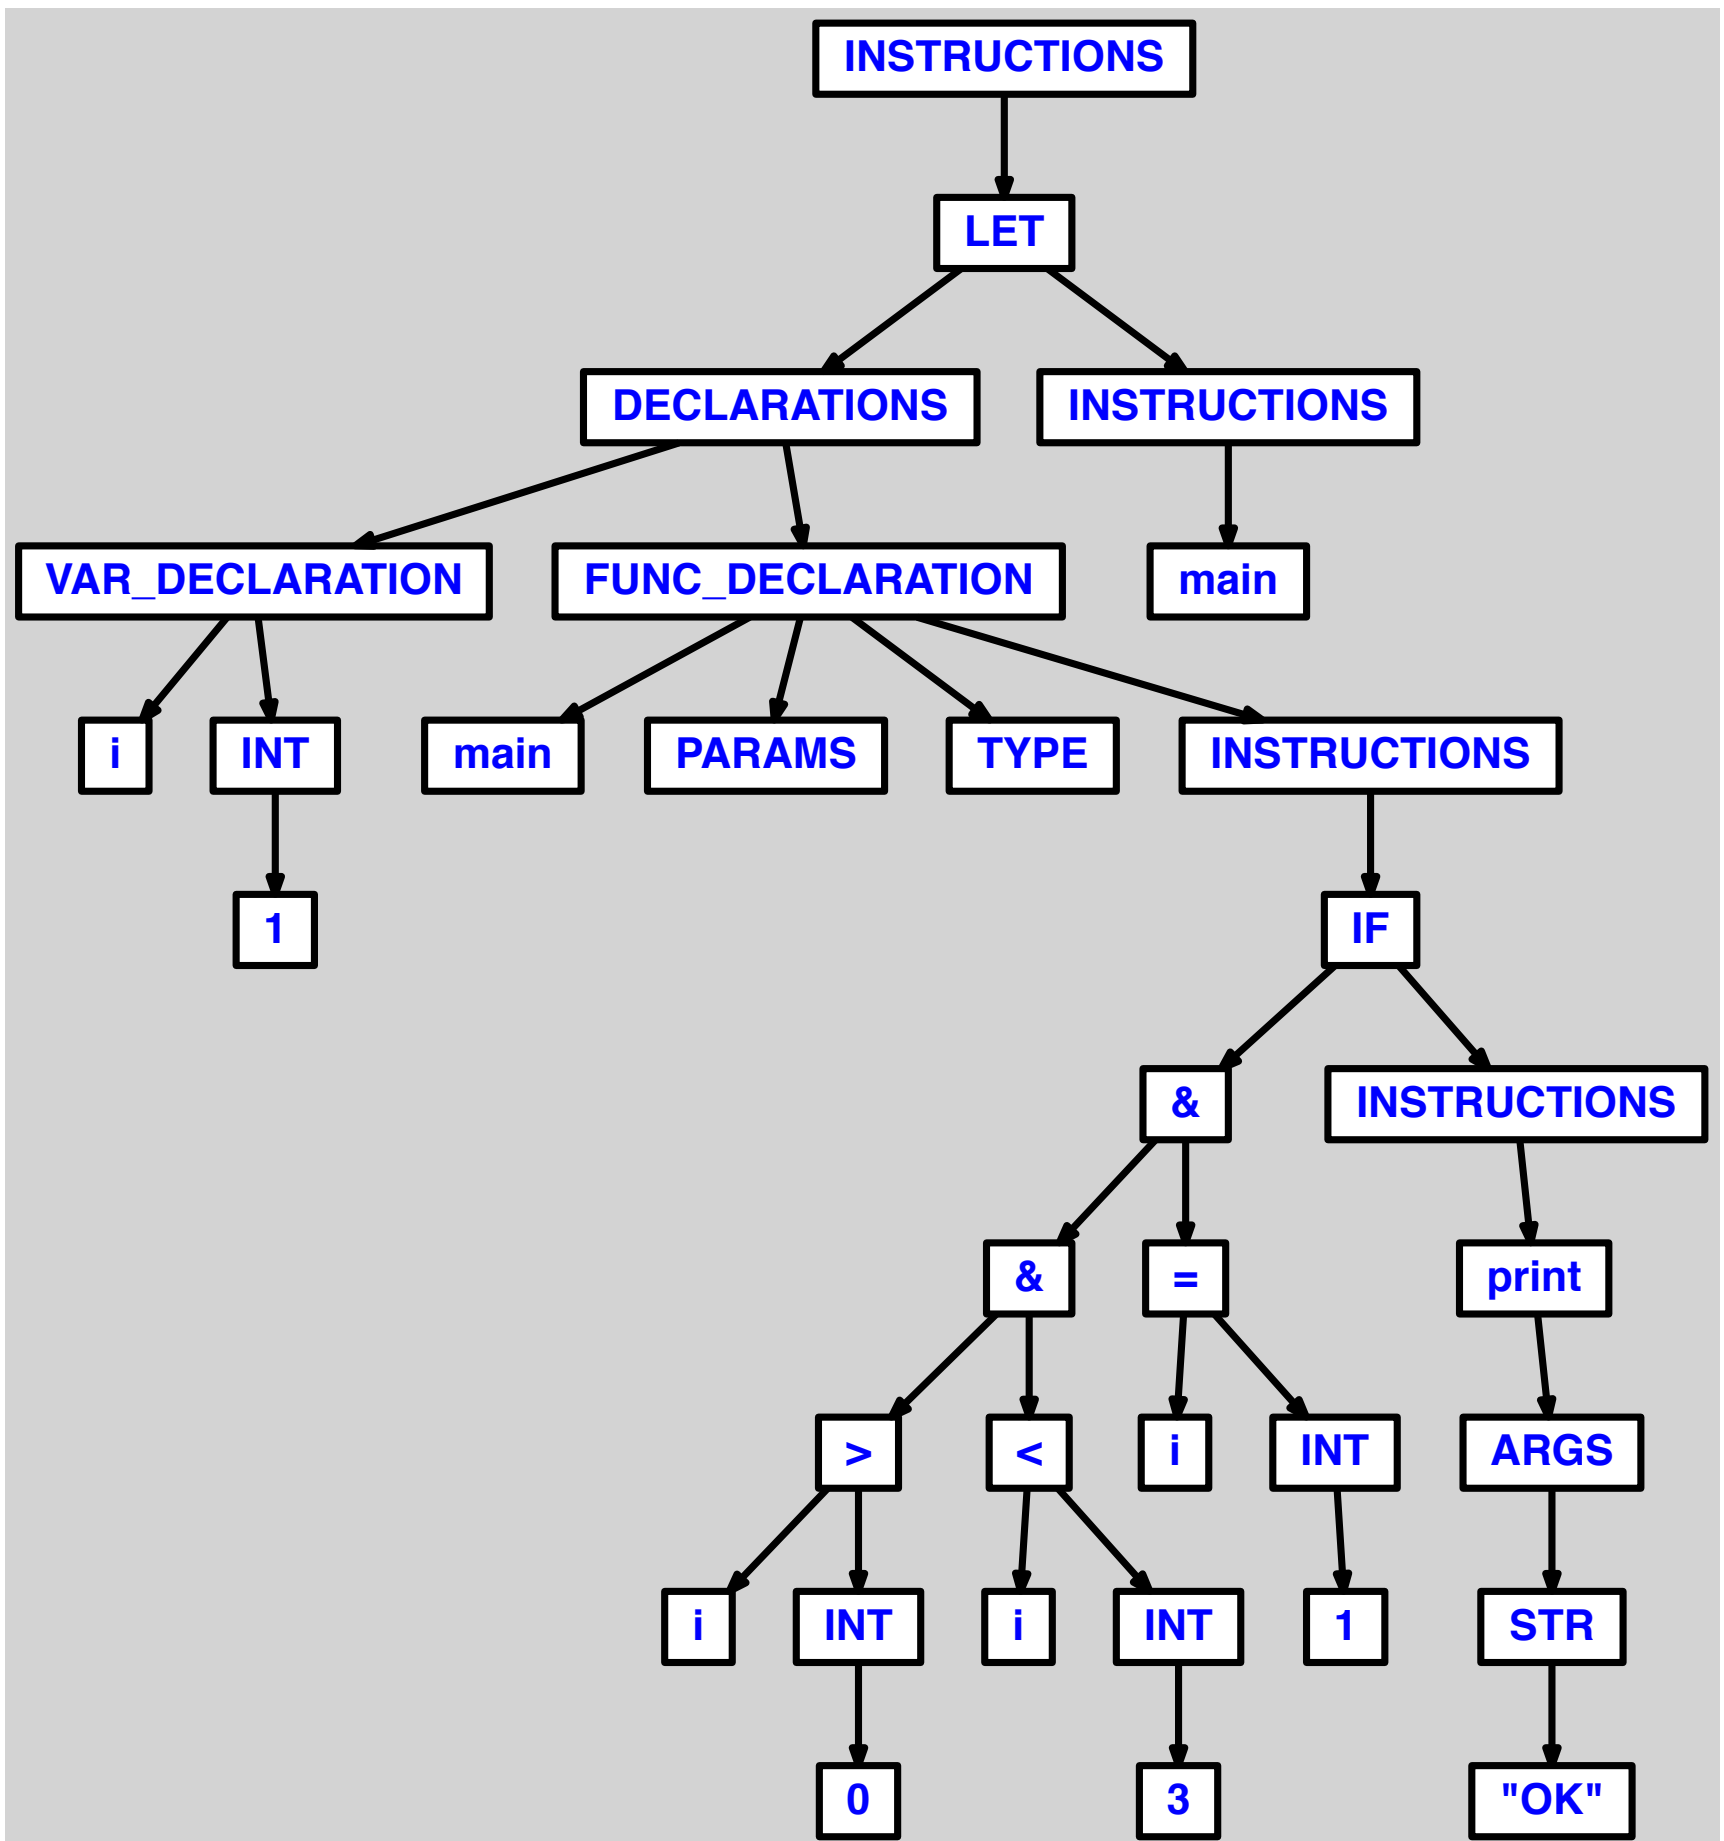 INSTRUCTIONS
LET
DECLARATIONS INSTRUCTIONS
VAR_DECLARATION FUNC_DECLARATION main
i INT main PARAMS TYPE INSTRUCTIONS
1 IF
& INSTRUCTIONS
& = print
> < i INT ARGS
i INT i INT 1 STR
0 3 "OK"